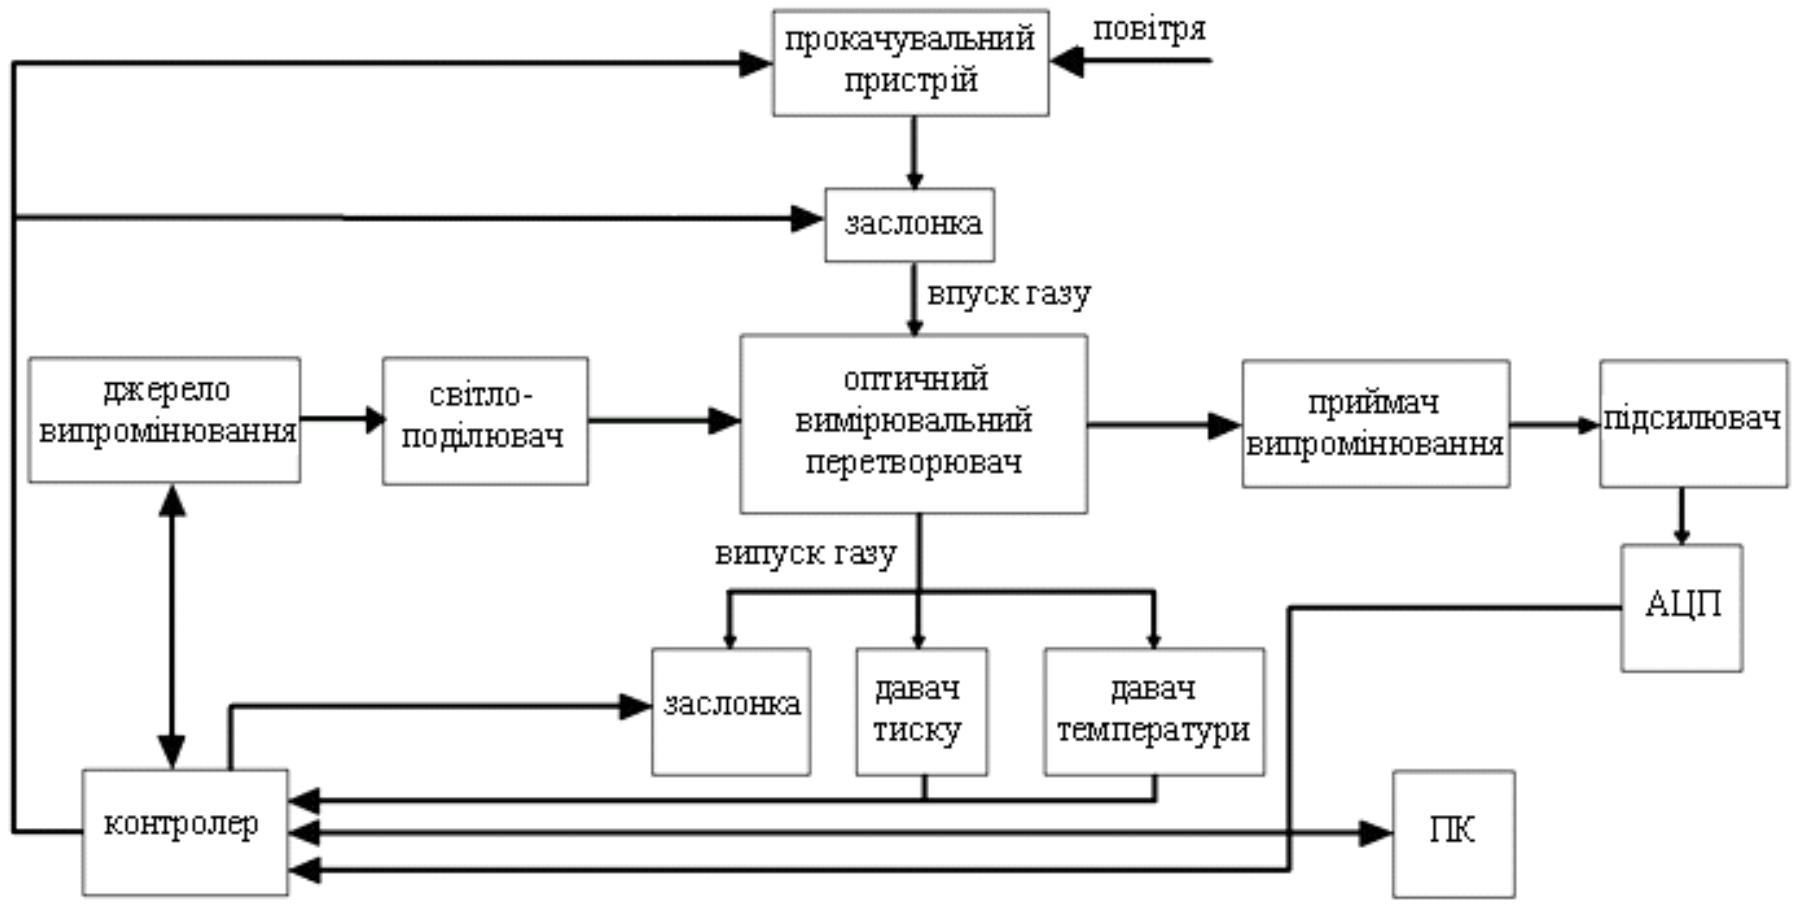 повітря
прокачувальний
пристрій
заслонка
впуск газу
джерело
випромінювання
світло-
поділювач
оптичний
вимірювальний
перетворювач
приймач
випромінювання
підсилювач
випуск газу
АЦП
заслонка
давач
тиску
давач
температури
контролер
ПК